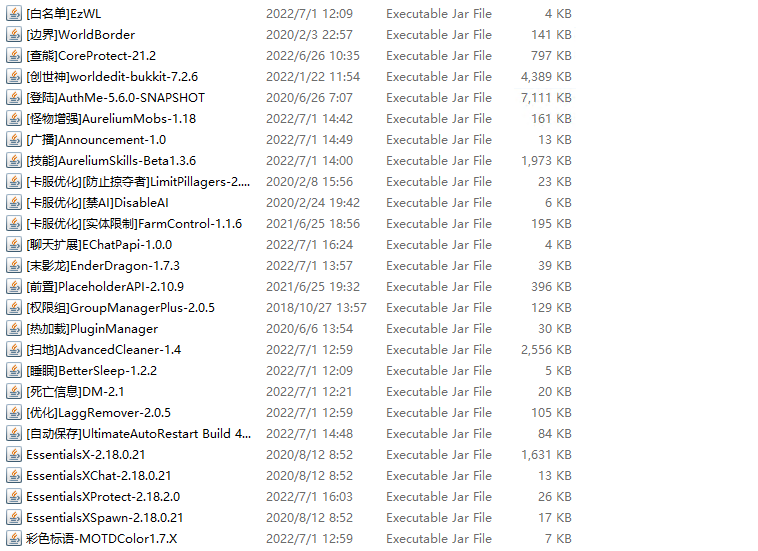 [白名单]EzWL 2022/7/1 12:09 Executable Jar File 4 KB
[边界]WorldBorder 2020/2/3 22:57 Executable Jar File 141 KB
[查能]CoreProtect-21.2 2022/6/26 10:35 Executable Jar File 797 KB
[创世神]worldedit-bukkit-7.2.6 2022/1/22 11:54 Executable Jar File 4,389 KB
[登陆]AuthMe-5.6.0-SNAPSHOT 2020/6/26 7:07 Executable Jar File 7,111 KB
[怪物增强]AureliumMobs-1.18 2022/7/1 14:42 Executable Jar File 161 KB
[广播]Announcement-1.0 2022/7/1 14:49 Executable Jar File 13 KB
[技能]AureliumSkills-Beta1.3.6 2022/7/1 14:00 Executable Jar File 1,973 KB
[卡服优化][防止掠夺者]LimitPillagers-2.... 2020/2/8 15:56 Executable Jar File 23 KB
[卡服优化][禁AI]DisableAI 2020/2/24 19:42 Executable Jar File 6 KB
[卡服优化][实体限制]FarmControl-1.1.6 2021/6/25 18:56 Executable Jar File 195 KB
[聊天扩展]EChatPapi-1.0.0 2022/7/1 16:24 Executable Jar File 4 KB
[末影龙]EnderDragon-1.7.3 2022/7/1 13:57 Executable Jar File 39 KB
[前置]PlaceholderAPI-2.10.9 2021/6/25 19:32 Executable Jar File 396 KB
[权限组]GroupManagerPlus-2.0.5 2018/10/27 13:57 Executable Jar File 129 KB
[热加载]PluginManager 2020/6/6 13:54 Executable Jar File 30 KB
[扫地]AdvancedCleaner-1.4 2022/7/1 12:59 Executable Jar File 2,556 KB
[睡眠]BetterSleep-1.2.2 2022/7/1 12:09 Executable Jar File 5 KB
[死亡信息]DM-2.1 2022/7/1 12:21 Executable Jar File 20 KB
[优化]LaggRemover-2.0.5 2022/7/1 12:59 Executable Jar File 105 KB
[自动保存]UltimateAutoRestart Build 4... 2022/7/1 14:48 Executable Jar File 84 KB
EssentialsX-2.18.0.21 2020/8/12 8:52 Executable Jar File 1,631 KB
EssentialsXChat-2.18.0.21 2020/8/12 8:52 Executable Jar File 13 KB
EssentialsXProtect-2.18.2.0 2022/7/1 16:03 Executable Jar File 26 KB
EssentialsXSpawn-2.18.0.21 2020/8/12 8:52 Executable Jar File 17 KB
彩色标语-MOTDColor1.7.X 2022/7/1 12:59 Executable Jar File 7 KB